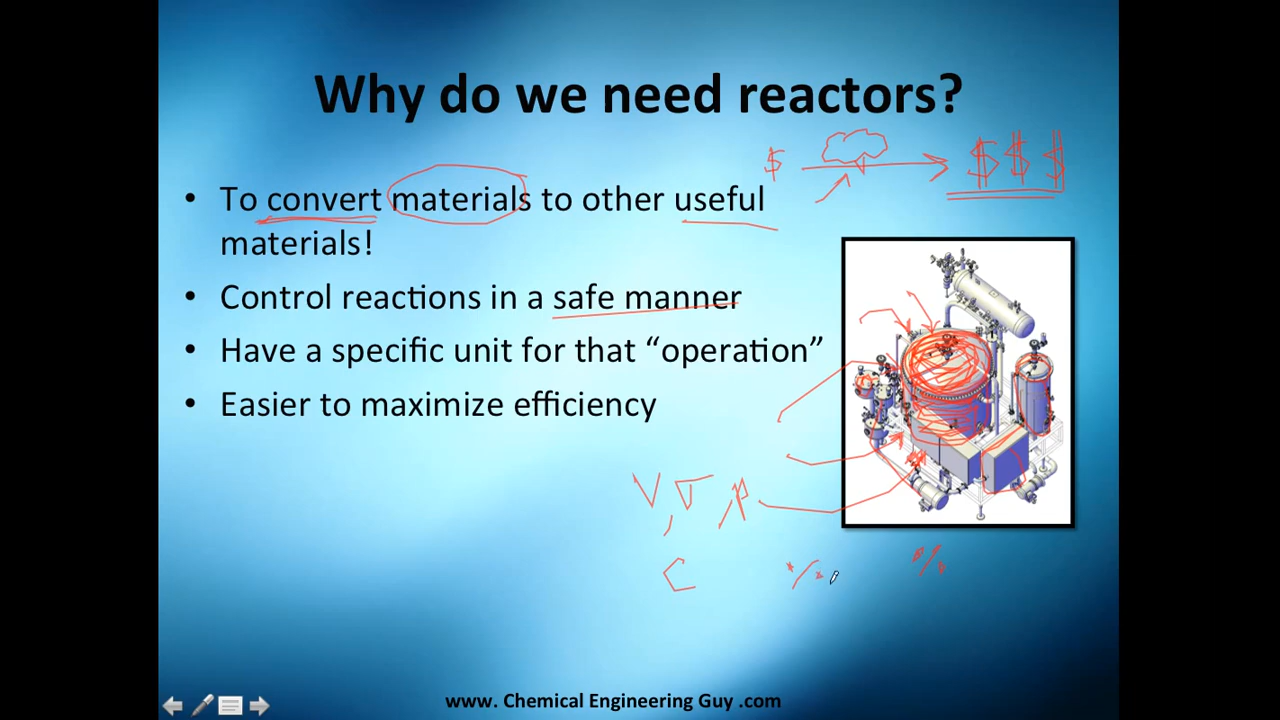 Why do we need reactors?
$ $ $ $
• To convert materials to other useful
materials!
• Control reactions in a safe manner
• Have a specific unit for that “operation”
• Easier to maximize efficiency
C % %
www. Chemical Engineering Guy .com